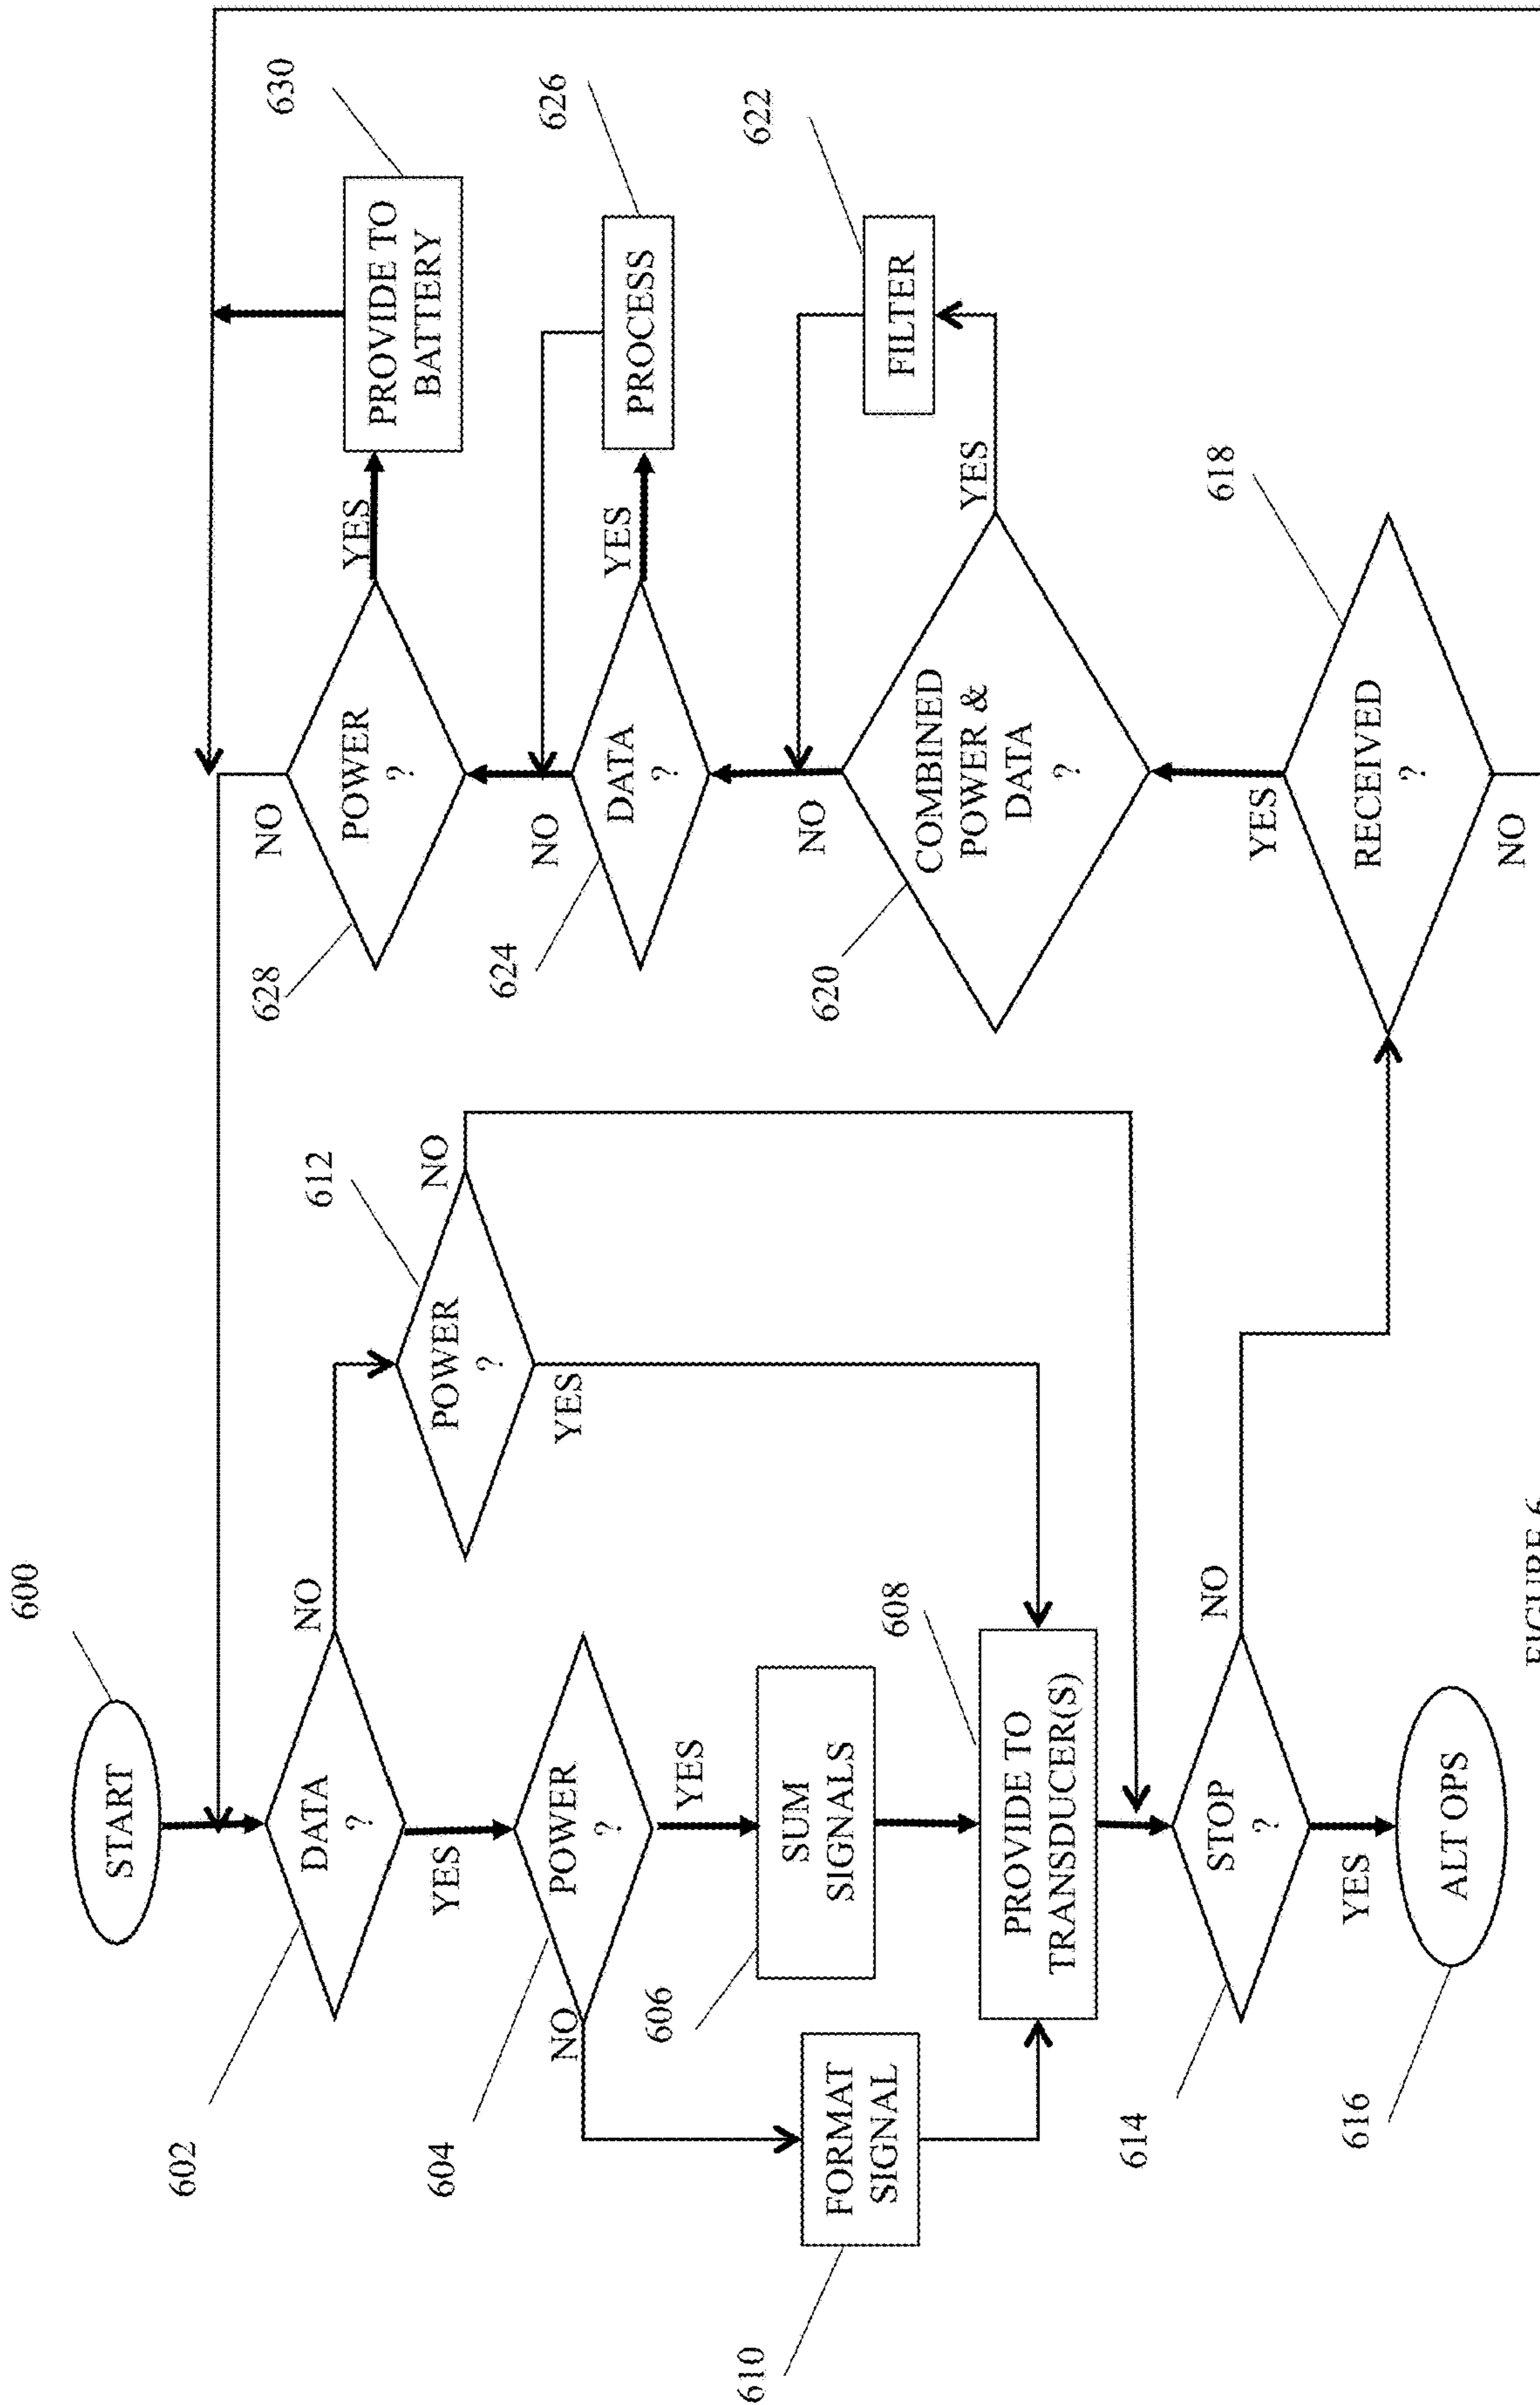 600
START
602
DATA
?
NO
YES
604
POWER
?
NO
YES
612
POWER
?
NO
YES
606
SUM
SIGNALS
610
FORMAT
SIGNAL
608
PROVIDE TO
TRANSDUCER(S)
614
STOP
?
NO
YES
616
ALT OPS
628
POWER
?
NO
YES
630
PROVIDE TO
BATTERY
624
DATA
?
NO
YES
626
PROCESS
620
COMBINED
POWER &
DATA
?
NO
YES
622
FILTER
618
RECEIVED
?
YES
NO
FIGURE 6